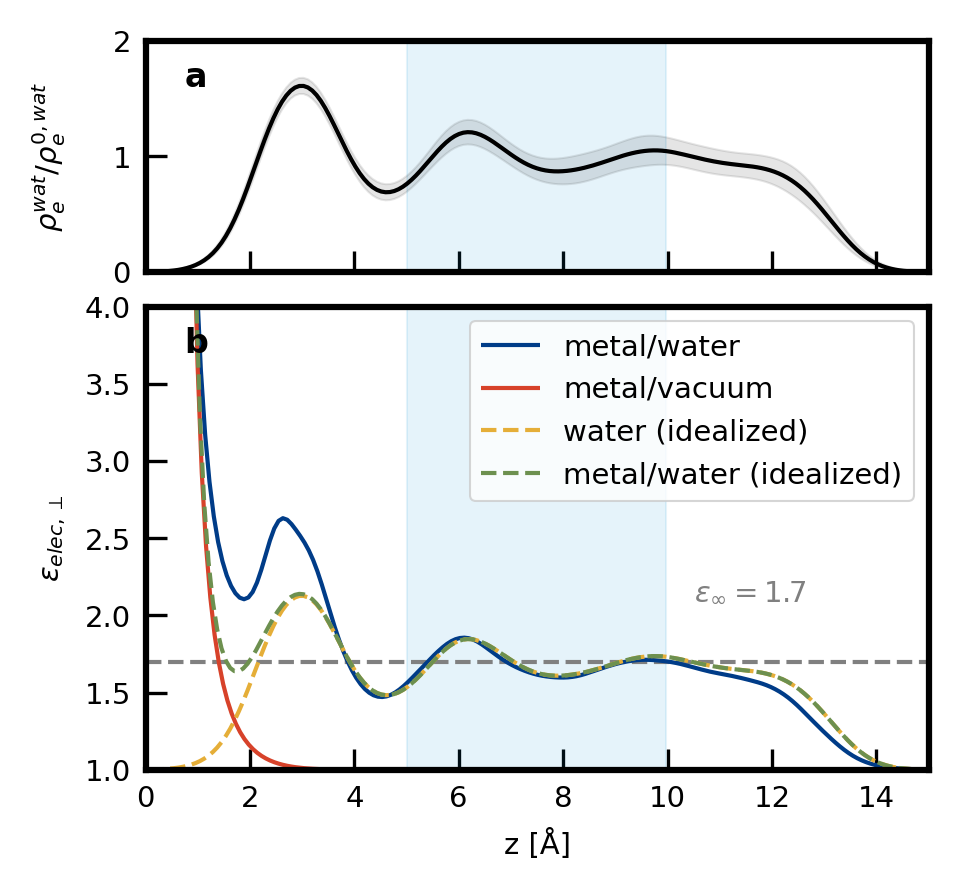 2
a
1
0
ρ_e^{wat}/ρ_e^{0,wat}
4.0
b
3.5
3.0
2.5
2.0
1.5
1.0
ε_{elec, ⊥}
metal/water
metal/vacuum
water (idealized)
metal/water (idealized)
ε_∞ = 1.7
0 2 4 6 8 10 12 14
z [Å]